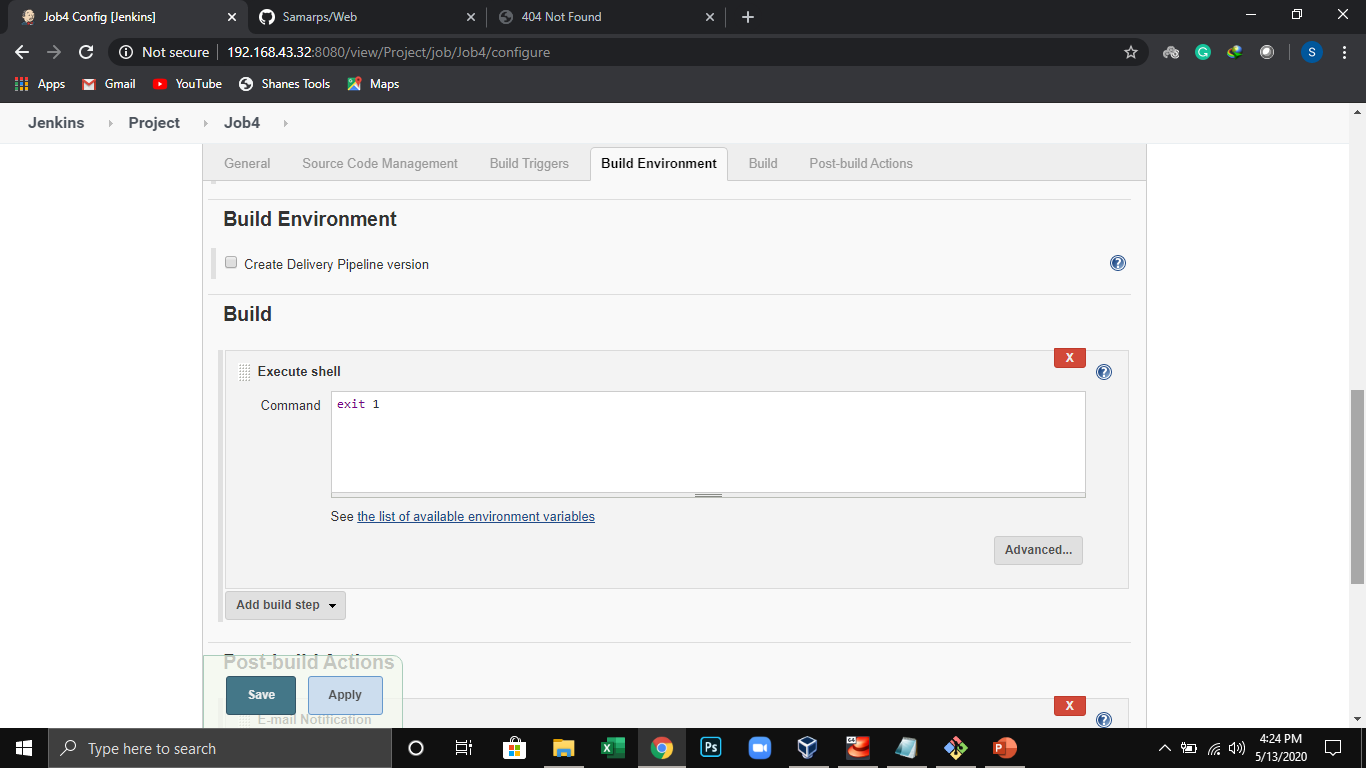 Job4 Config [Jenkins]
Samarps/Web
404 Not Found
Not secure
192.168.43.32:8080/view/Project/job/Job4/configure
S
Apps
Gmail
YouTube
Shanes Tools
Maps
Jenkins
Project
Job4
General
Source Code Management
Build Triggers
Build Environment
Build
Post-build Actions
Build Environment
Create Delivery Pipeline version
?
Build
X
Execute shell
?
Command
exit 1
See the list of available environment variables
Advanced...
Add build step
Post-build Actions
Save
Apply
X
E-mail Notification
?
Type here to search
X
Ps
64
P
4:24 PM
5/13/2020